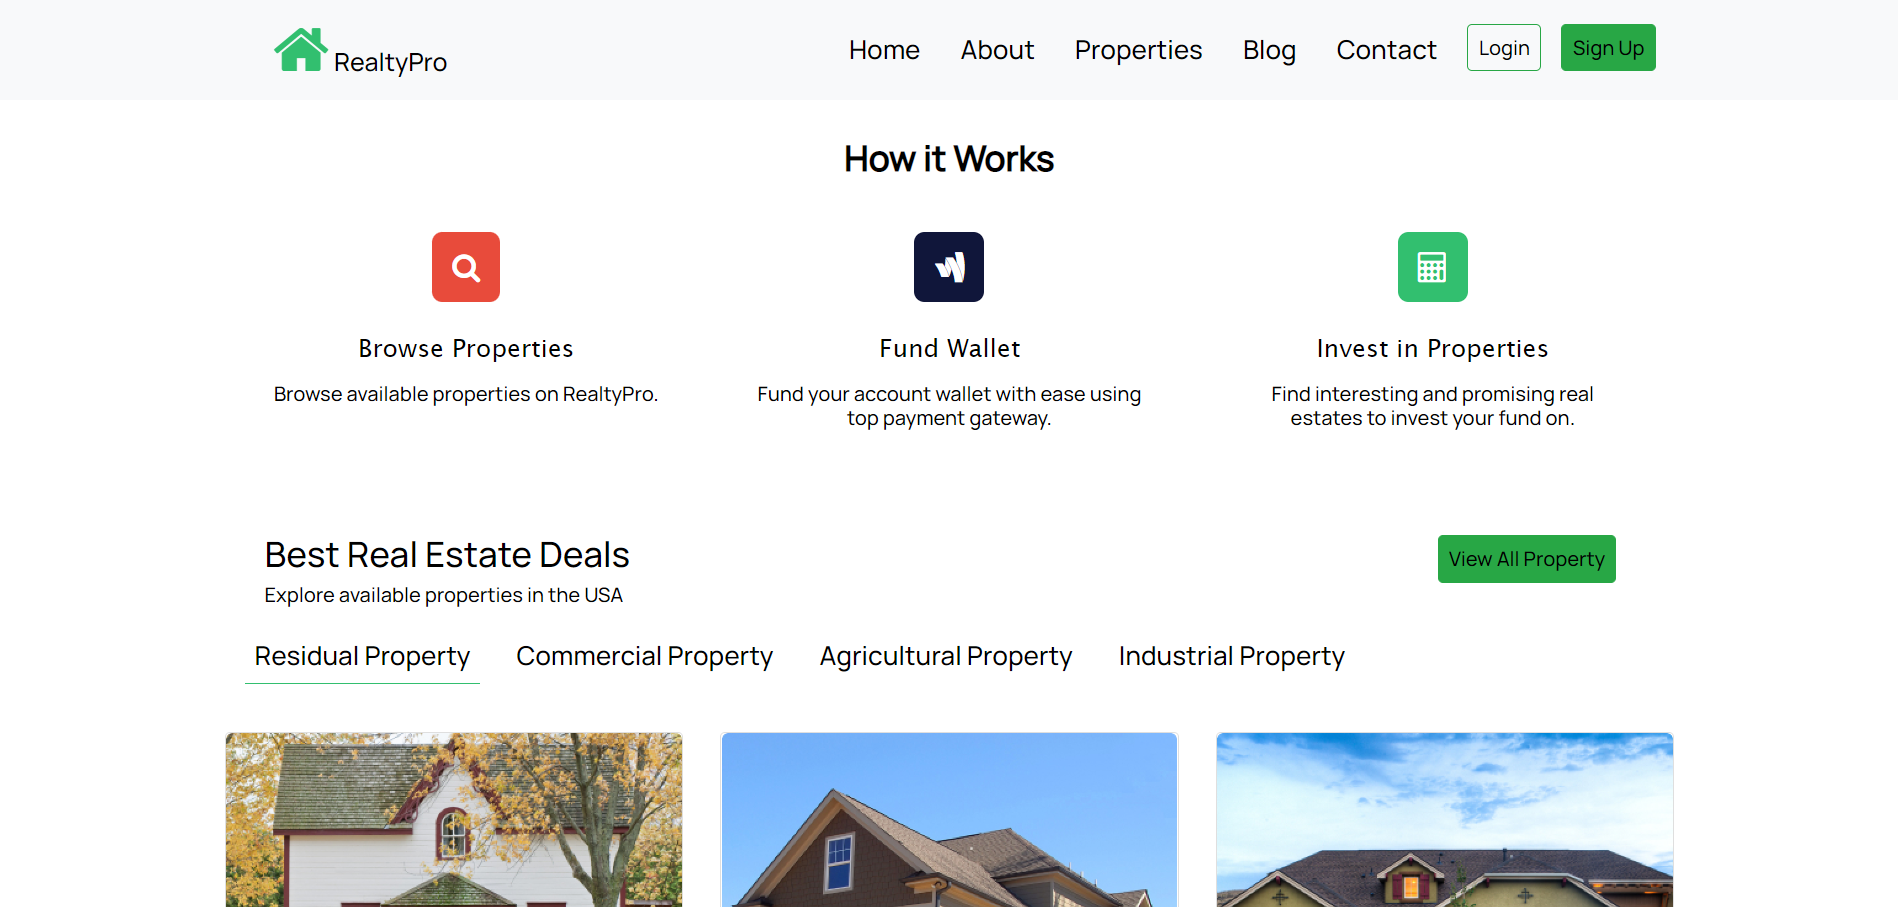 RealtyPro
Home About Properties Blog Contact Login Sign Up
How it Works
Browse Properties
Browse available properties on RealtyPro.
Fund Wallet
Fund your account wallet with ease using
top payment gateway.
Invest in Properties
Find interesting and promising real
estates to invest your fund on.
Best Real Estate Deals
Explore available properties in the USA
View All Property
Residual Property Commercial Property Agricultural Property Industrial Property